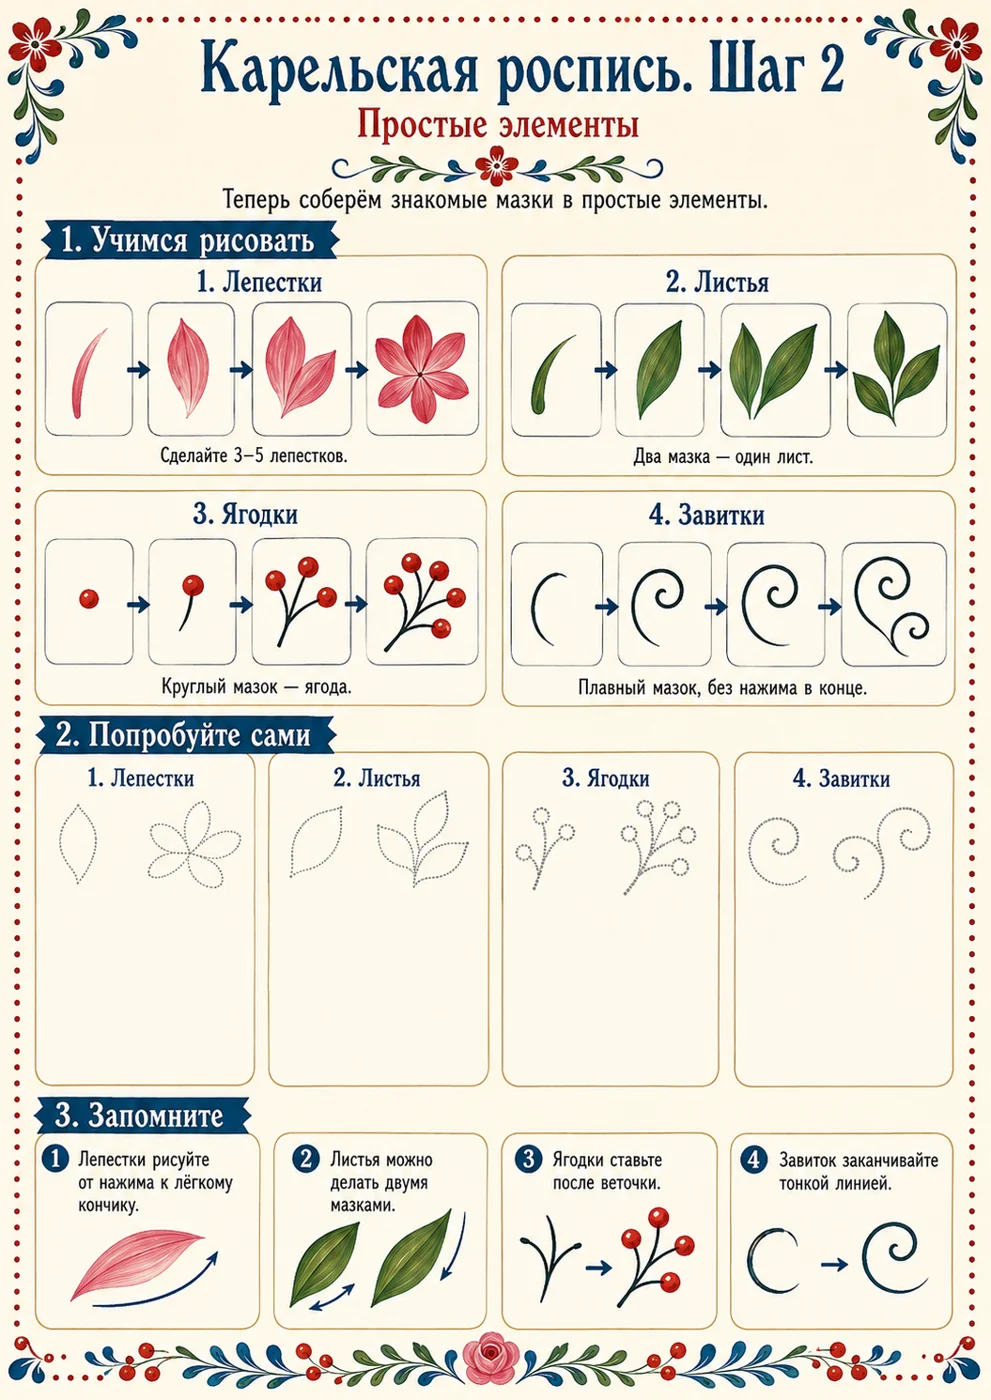 Карельская роспись. Шаг 2
Простые элементы
Теперь соберём знакомые мазки в простые элементы.
1. Учимся рисовать
1. Лепестки
Сделайте 3–5 лепестков.
2. Листья
Два мазка — один лист.
3. Ягодки
Круглый мазок — ягода.
4. Завитки
Плавный мазок, без нажима в конце.
2. Попробуйте сами
1. Лепестки
2. Листья
3. Ягодки
4. Завитки
3. Запомните
1 Лепестки рисуйте
от нажима к лёгкому
кончику.
2 Листья можно
делать двумя
мазками.
3 Ягодки ставьте
после веточки.
4 Завиток заканчивайте
тонкой линией.